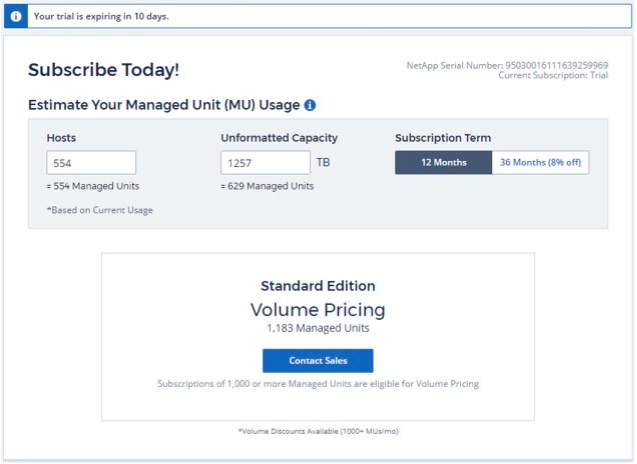 Your trial is expiring in 10 days.
Subscribe Today!
NetApp Serial Number: 95030016111639259969
Current Subscription: Trial
Estimate Your Managed Unit (MU) Usage
Hosts
Unformatted Capacity
Subscription Term
554
1257 TB
12 Months
36 Months (8% off)
= 554 Managed Units
= 629 Managed Units
*Based on Current Usage
Standard Edition
Volume Pricing
1,183 Managed Units
Contact Sales
Subscriptions of 1,000 or more Managed Units are eligible for Volume Pricing
*Volume Discounts Available (1000+ MUs/mo)